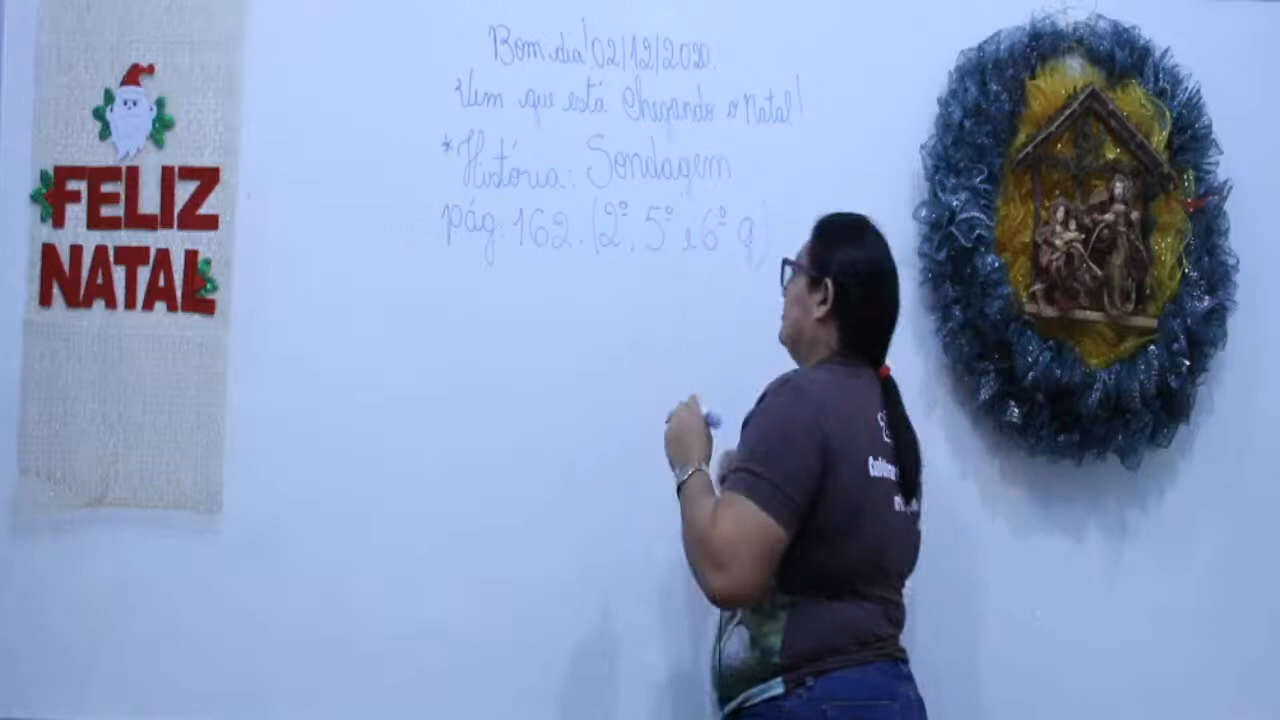 FELIZ
NATAL
Bom dia! 02/12/2020.
Vem que está chegando o Natal!
*História: Sondagem
pág. 162. (2º, 5º e 6º q)